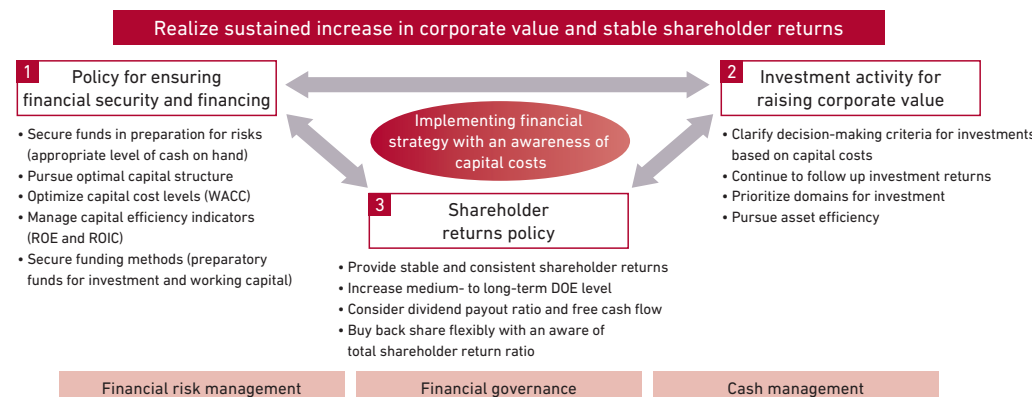 Realize sustained increase in corporate value and stable shareholder returns
1
Policy for ensuring
financial security and financing
• Secure funds in preparation for risks
(appropriate level of cash on hand)
• Pursue optimal capital structure
• Optimize capital cost levels (WACC)
• Manage capital efficiency indicators
(ROE and ROIC)
• Secure funding methods (preparatory
funds for investment and working capital)
Implementing financial
strategy with an awareness of
capital costs
2
Investment activity for
raising corporate value
• Clarify decision-making criteria for investments
based on capital costs
• Continue to follow up investment returns
• Prioritize domains for investment
• Pursue asset efficiency
3
Shareholder
returns policy
• Provide stable and consistent shareholder returns
• Increase medium- to long-term DOE level
• Consider dividend payout ratio and free cash flow
• Buy back share flexibly with an aware of
total shareholder return ratio
Financial risk management
Financial governance
Cash management